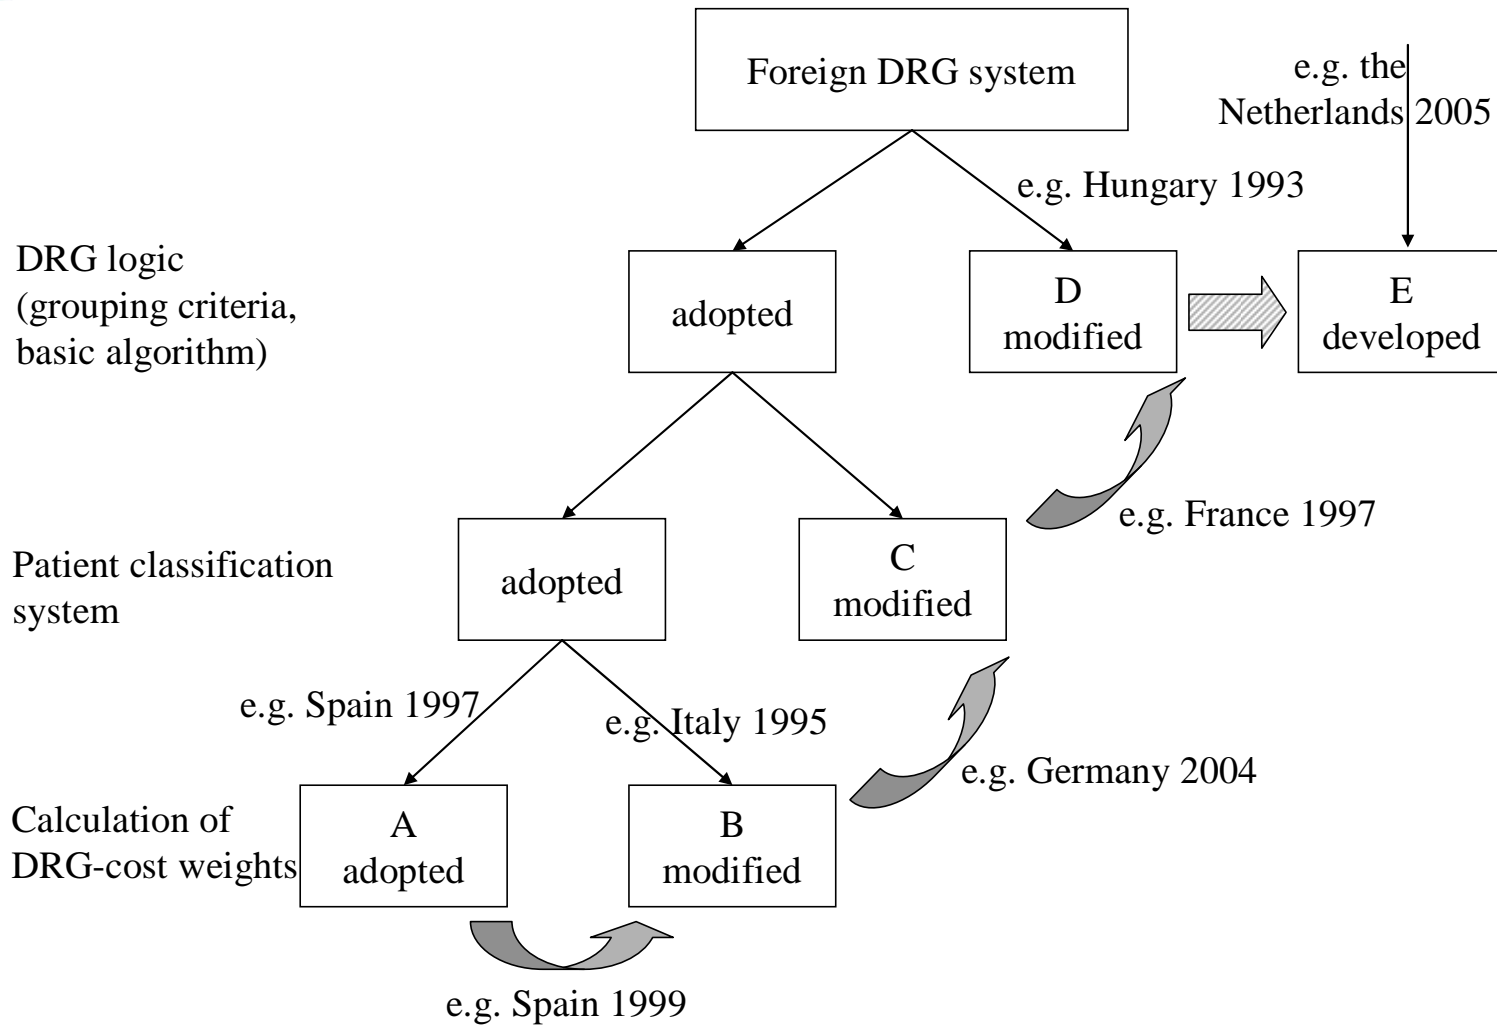 Foreign DRG system
e.g. the
Netherlands 2005
e.g. Hungary 1993
DRG logic
(grouping criteria,
basic algorithm)
adopted
D
modified
E
developed
e.g. France 1997
Patient classification
system
adopted
C
modified
e.g. Spain 1997
e.g. Italy 1995
e.g. Germany 2004
Calculation of
DRG-cost weights
A
adopted
B
modified
e.g. Spain 1999